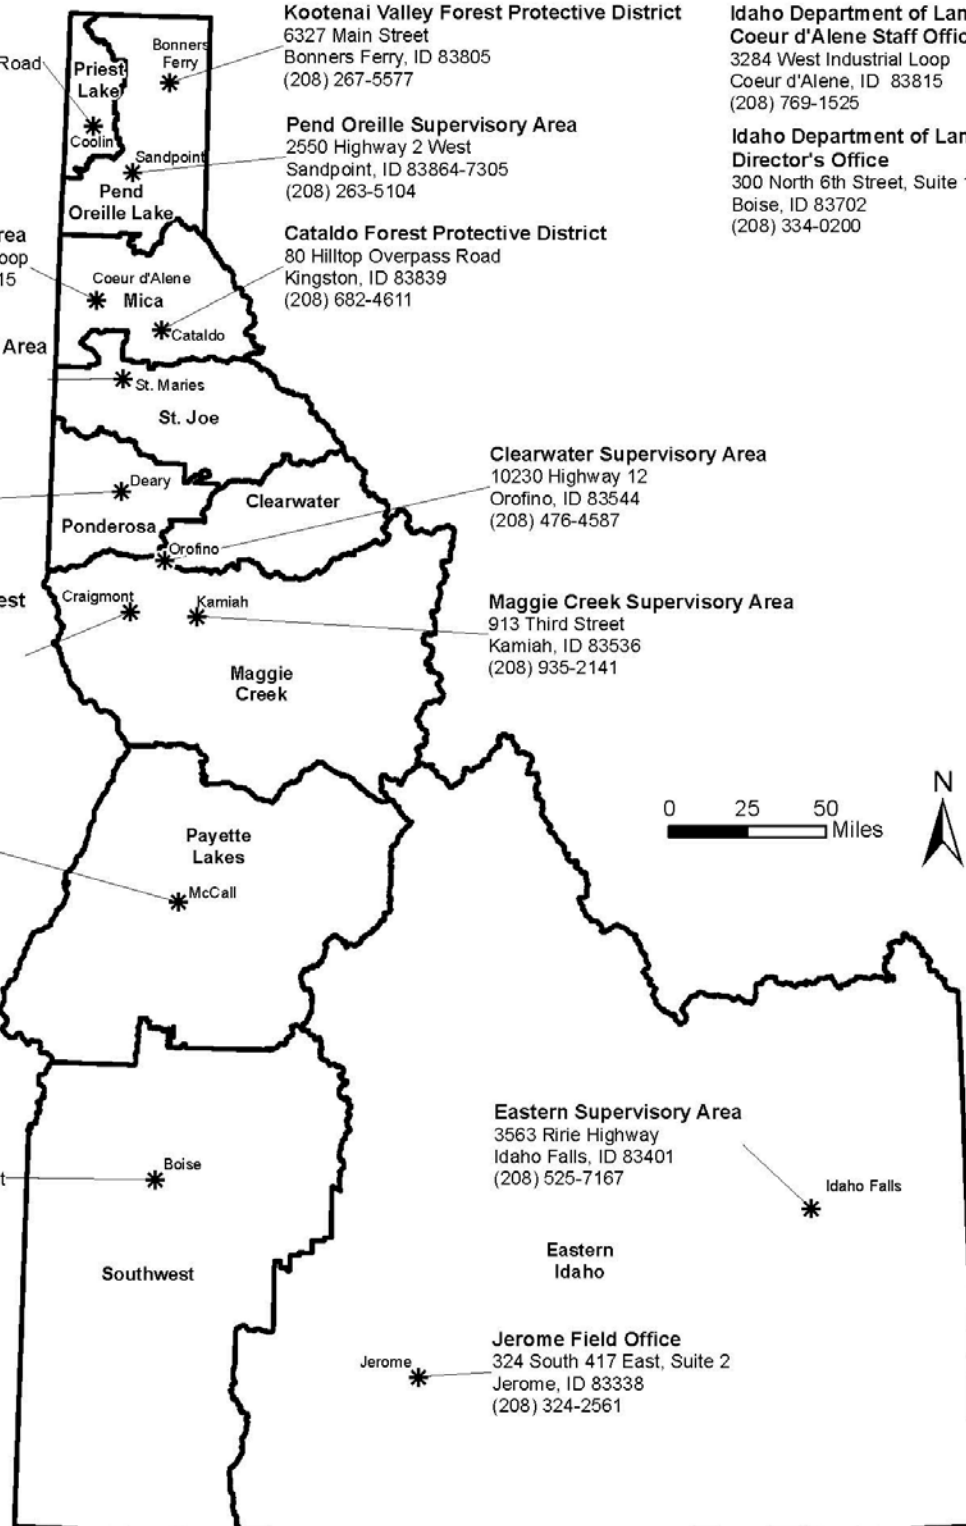 Kootenai Valley Forest Protective District
6327 Main Street
Bonners Ferry, ID 83805
(208) 267-5577
Idaho Department of
Coeur d'Alene Staff
3284 West Industrial Loop
Coeur d'Alene, ID 83815
(208) 769-1525
Pend Oreille Supervisory Area
2550 Highway 2 West
Sandpoint, ID 83864-7305
(208) 263-5104
Idaho Department of
Director's Office
300 North 6th Street, Suite
Boise, ID 83702
(208) 334-0200
Cataldo Forest Protective District
80 Hilltop Overpass Road
Kingston, ID 83839
(208) 682-4611
Road
Bonners
Ferry
Priest
Lake
Coolin
Sandpoint
Pend
Oreille Lake
Coeur d'Alene
Mica
Cataldo
Area
St. Maries
St. Joe
Deary
Ponderosa
Clearwater
Orofino
Clearwater Supervisory Area
10230 Highway 12
Orofino, ID 83544
(208) 476-4587
Craigmont
Kamiah
Maggie
Creek
Maggie Creek Supervisory Area
913 Third Street
Kamiah, ID 83536
(208) 935-2141
Payette
Lakes
McCall
0 25 50
Miles
N
Boise
Southwest
Eastern Supervisory Area
3563 Ririe Highway
Idaho Falls, ID 83401
(208) 525-7167
Idaho Falls
Eastern
Idaho
Jerome
Jerome Field Office
324 South 417 East, Suite 2
Jerome, ID 83338
(208) 324-2561